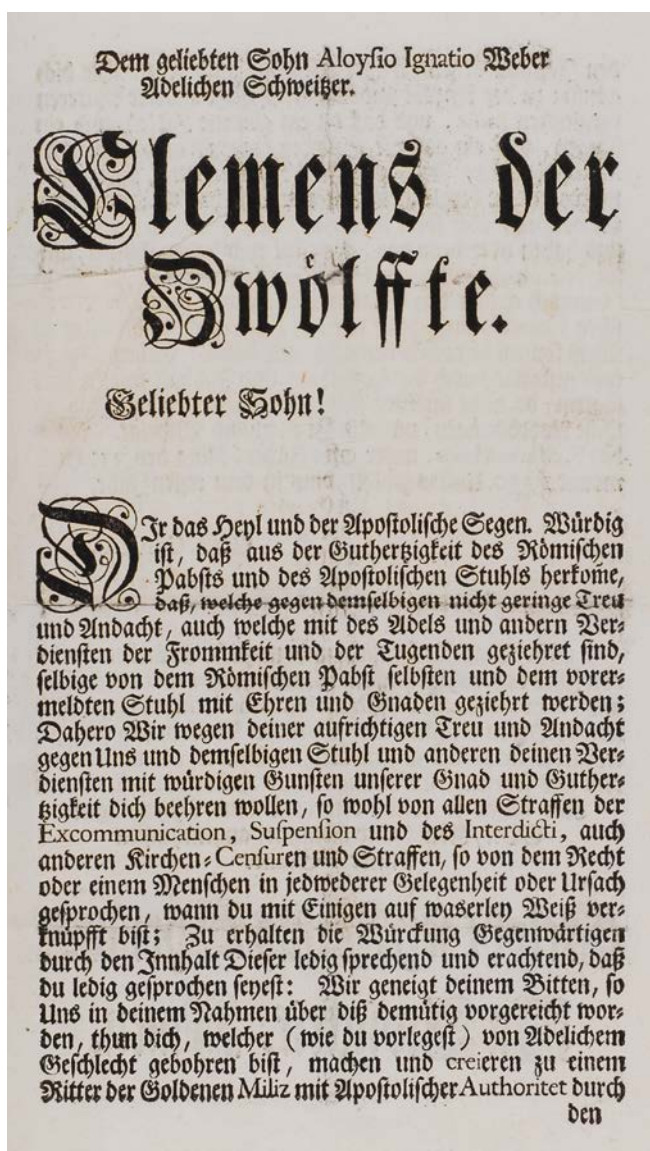 Dem geliebten Sohn Aloysio Ignatio Weber
Adelichen Schweitzer.
Clemens der
Zwölffte.
Geliebter Sohn!
DIr das Heyl und der Apostolische Segen. Würdig
ist, daß aus der Guthertzigkeit des Römischen
Pabsts und des Apostolischen Stuhls herkom̃e,
daß, welche gegen demselbigen nicht geringe Treu
und Andacht, auch welche mit des Adels und andern Ver-
diensten der Frommkeit und der Tugenden geziehret sind,
selbige von dem Römischen Pabst selbsten und dem vorer-
meldten Stuhl mit Ehren und Gnaden geziehrt werden;
Dahero Wir wegen deiner aufrichtigen Treu und Andacht
gegen Uns und demselbigen Stuhl und anderen deinen Ver-
diensten mit würdigen Gunsten unserer Gnad und Guther-
tzigkeit dich beehren wollen, so wohl von allen Straffen der
Excommunication, Suspension und des Interdicti, auch
anderen Kirchen-Censuren und Straffen, so von dem Recht
oder einem Menschen in jedwederer Gelegenheit oder Ursach
gesprochen, wann du mit Einigen auf waserley Weiß ver-
knüpfft bist; Zu erhalten die Würckung Gegenwärtigen
durch den Innhalt Dieser ledig sprechend und erachtend, daß
du ledig gesprochen seyest: Wir geneigt deinem Bitten, so
Uns in deinem Nahmen über diß demütig vorgereicht wor-
den, thun dich, welcher (wie du vorlegest) von Adelichem
Geschlecht gebohren bist, machen und creieren zu einem
Ritter der Goldenen Miliz mit Apostolischer Authoritet durch
den